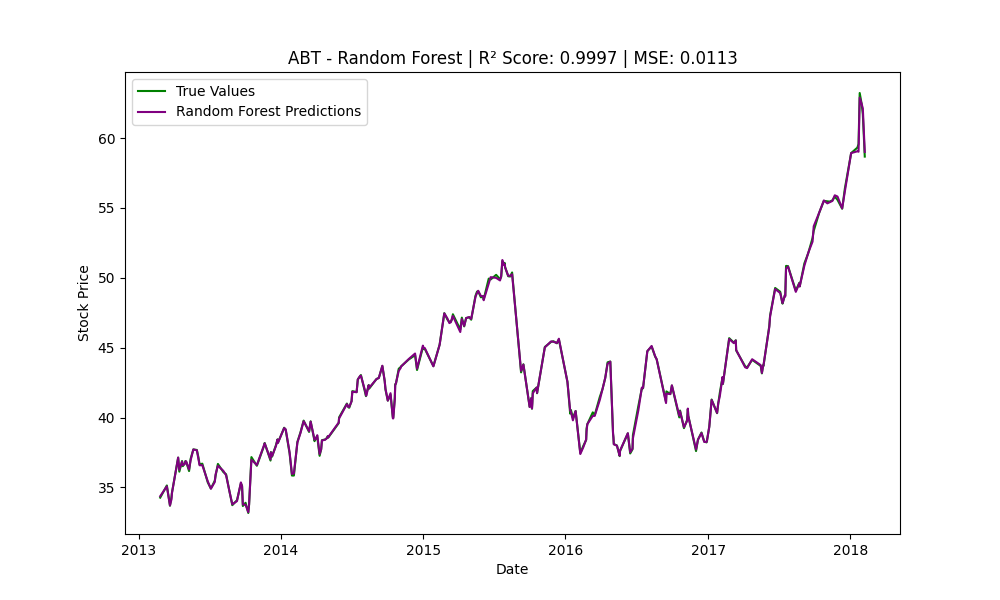 ABT - Random Forest | R² Score: 0.9997 | MSE: 0.0113
True Values
Random Forest Predictions
Stock Price
60
55
50
45
40
35
2013 2014 2015 2016 2017 2018
Date